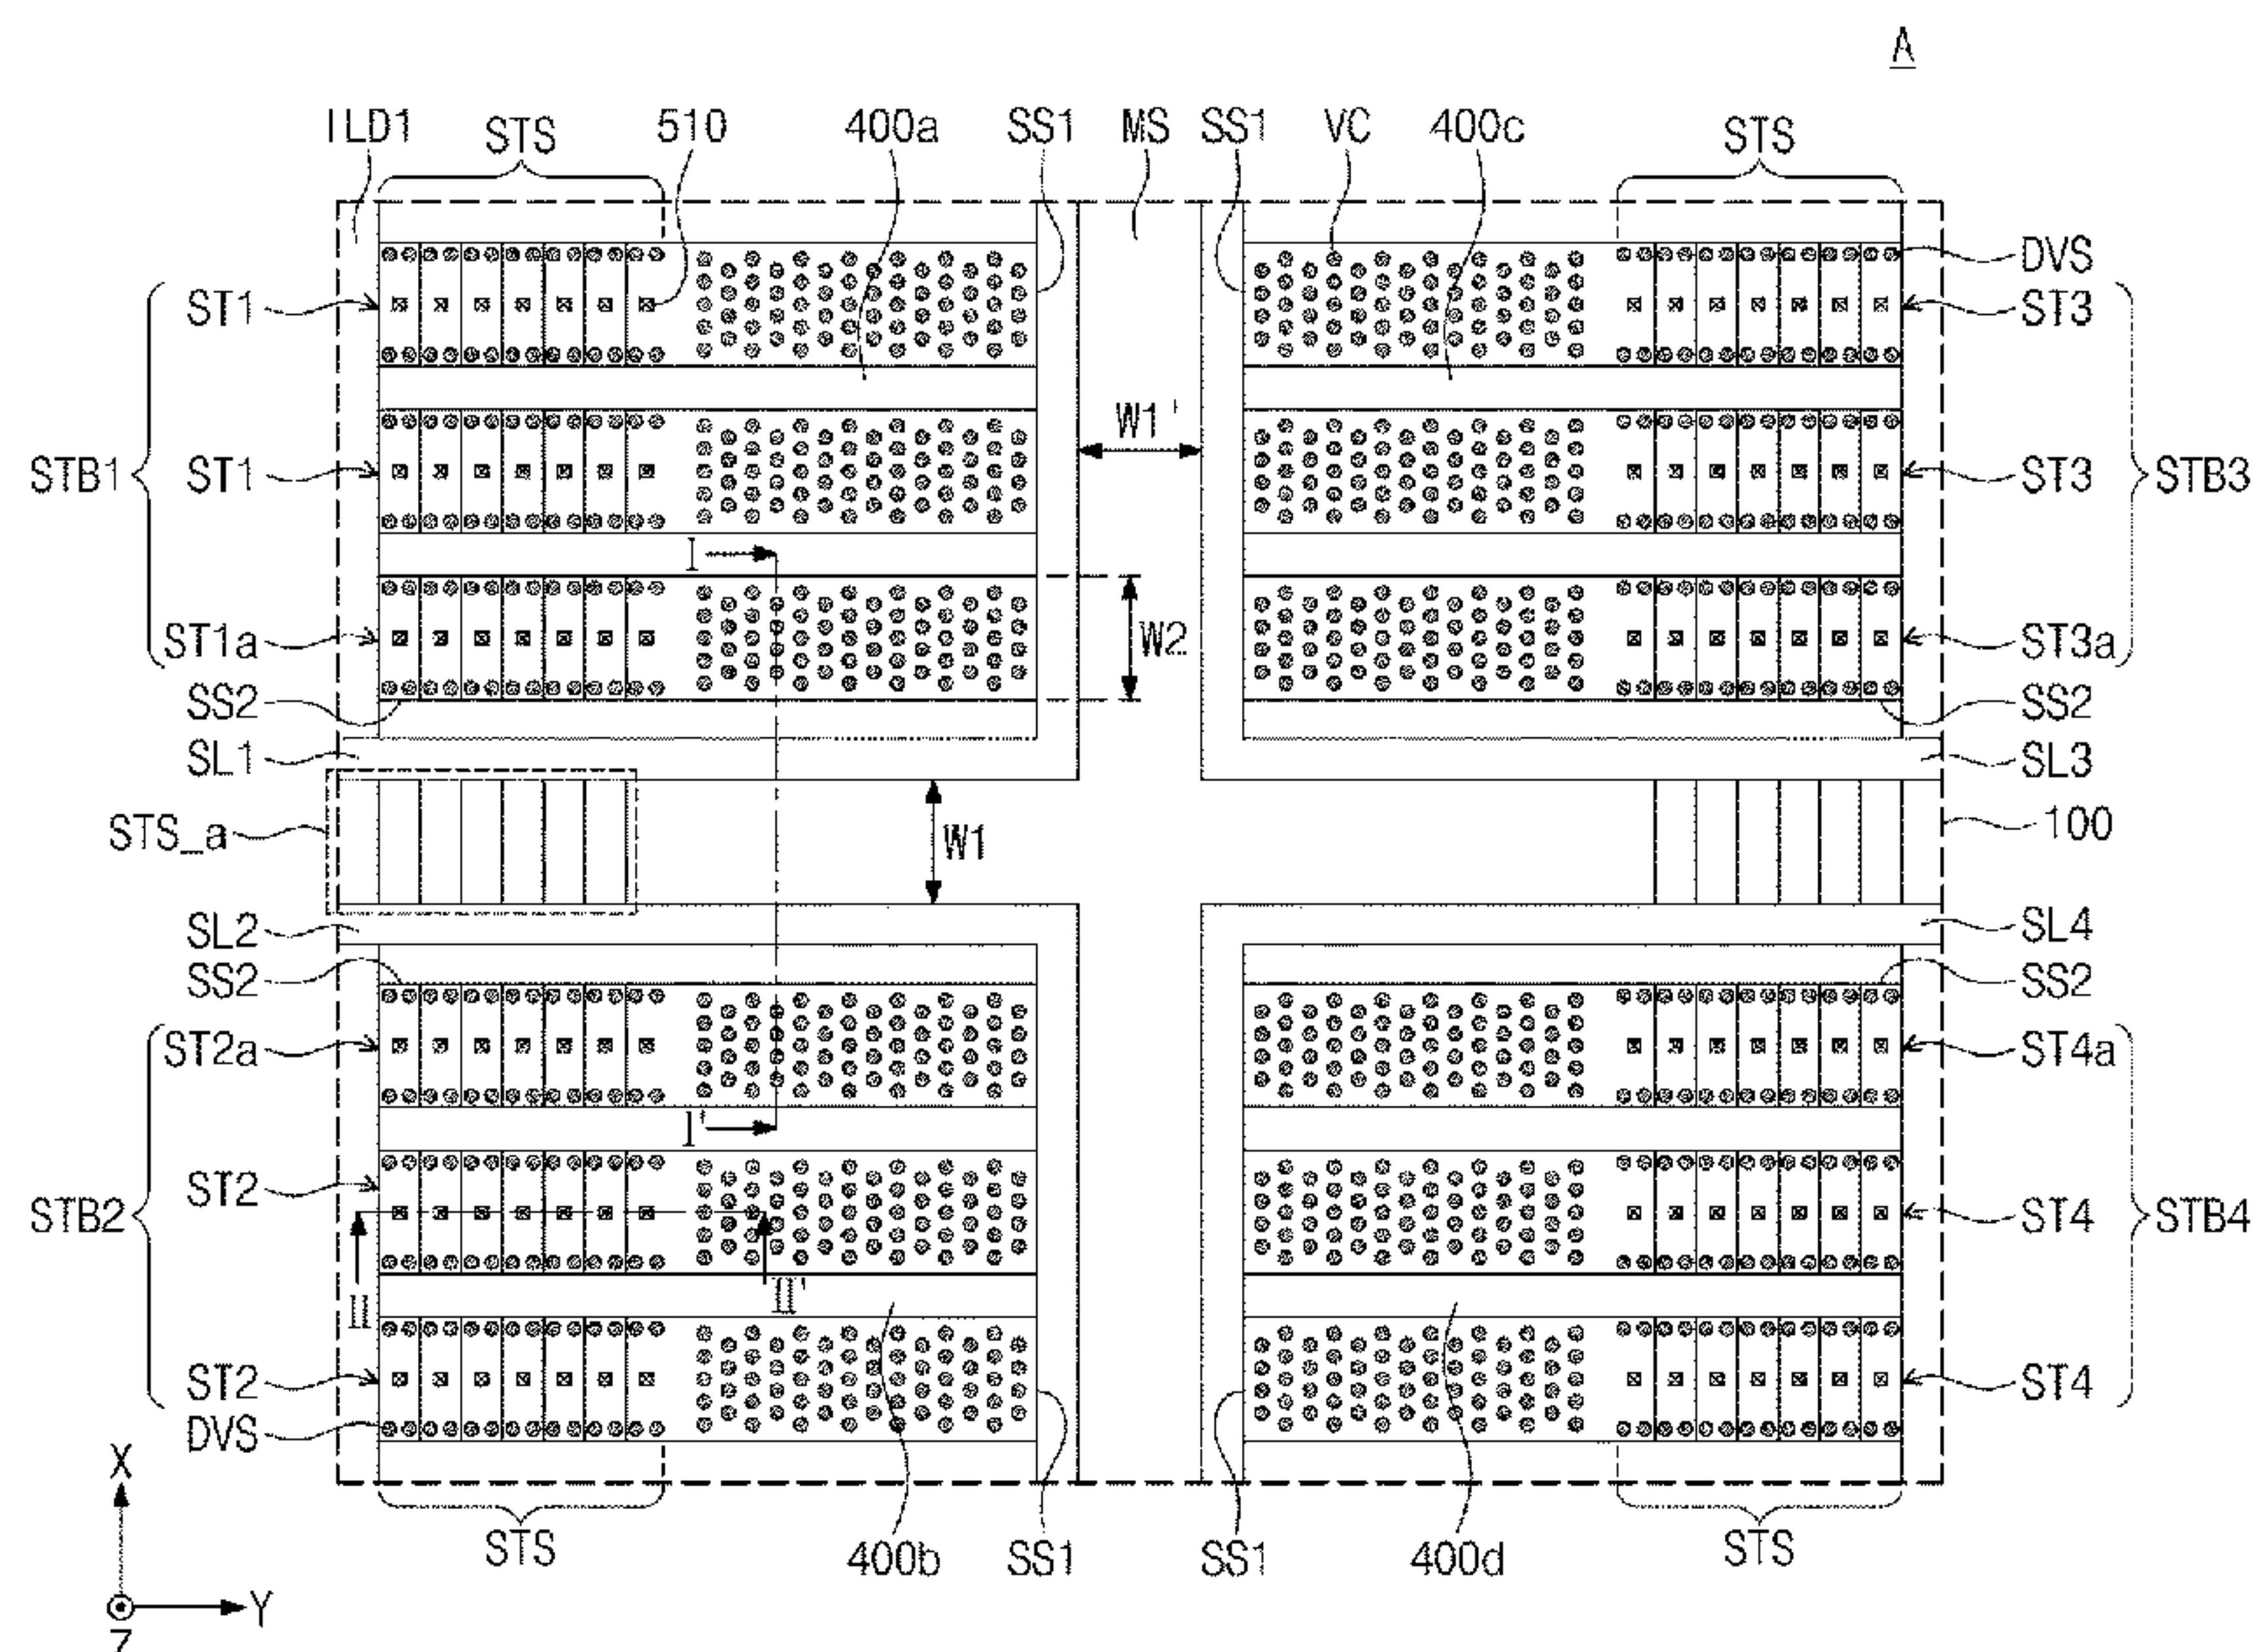 A
ILD1 STS 510 400a SS1 MS SS1 VC 400c STS
DVS
ST1 ST3
W1'
STB1 ST1 ST3 STB3
I
ST1a W2 ST3a
SS2 SS2
SL1 SL3
STS_a W1 100
SL2 SL4
SS2 SS2
ST2a ST4a
I'
ST2 ST4
STB2 STB4
II II'
ST2 ST4
DVS
X
STS 400b SS1 SS1 400d STS
Y
Z